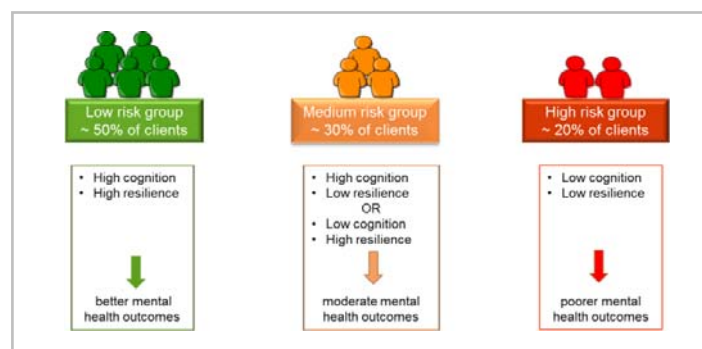 Low risk group
~ 50% of clients
Medium risk group
~ 30% of clients
High risk group
~ 20% of clients
• High cognition
• High resilience
better mental
health outcomes
• High cognition
• Low resilience
OR
• Low cognition
• High resilience
moderate mental
health outcomes
• Low cognition
• Low resilience
poorer mental
health outcomes